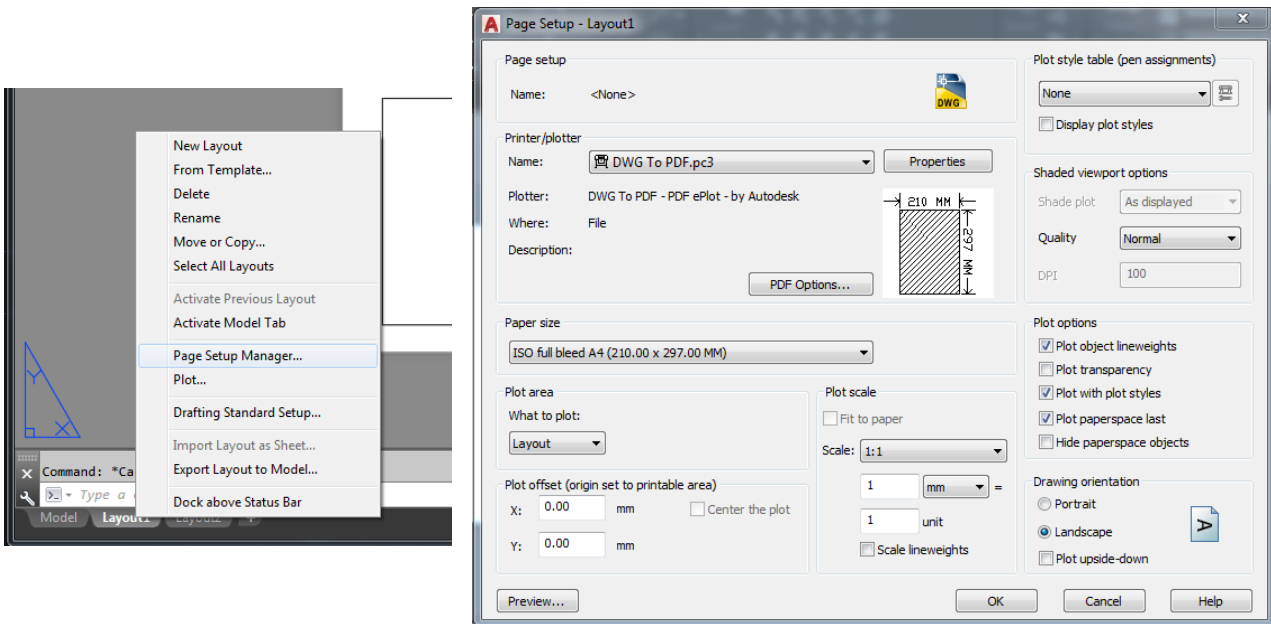 New Layout
From Template...
Delete
Rename
Move or Copy...
Select All Layouts
Activate Previous Layout
Activate Model Tab
Page Setup Manager...
Plot...
Drafting Standard Setup...
Import Layout as Sheet...
Export Layout to Model...
Dock above Status Bar
Y
X
Command: *Ca
Type a
Model Layout1 Layout2 +
A Page Setup - Layout1 x
Page setup
Name: <None>
DWG
Printer/plotter
Name: DWG To PDF.pc3 Properties
Plotter: DWG To PDF - PDF ePlot - by Autodesk
Where: File
Description:
PDF Options...
210 MM
297 MM
Paper size
ISO full bleed A4 (210.00 x 297.00 MM)
Plot area
What to plot:
Layout
Plot offset (origin set to printable area)
X: 0.00 mm Center the plot
Y: 0.00 mm
Plot scale
Fit to paper
Scale: 1:1
1 mm =
1 unit
Scale lineweights
Plot style table (pen assignments)
None
Display plot styles
Shaded viewport options
Shade plot As displayed
Quality Normal
DPI 100
Plot options
Plot object lineweights
Plot transparency
Plot with plot styles
Plot paperspace last
Hide paperspace objects
Drawing orientation
Portrait
Landscape
A
Plot upside-down
Preview... OK Cancel Help